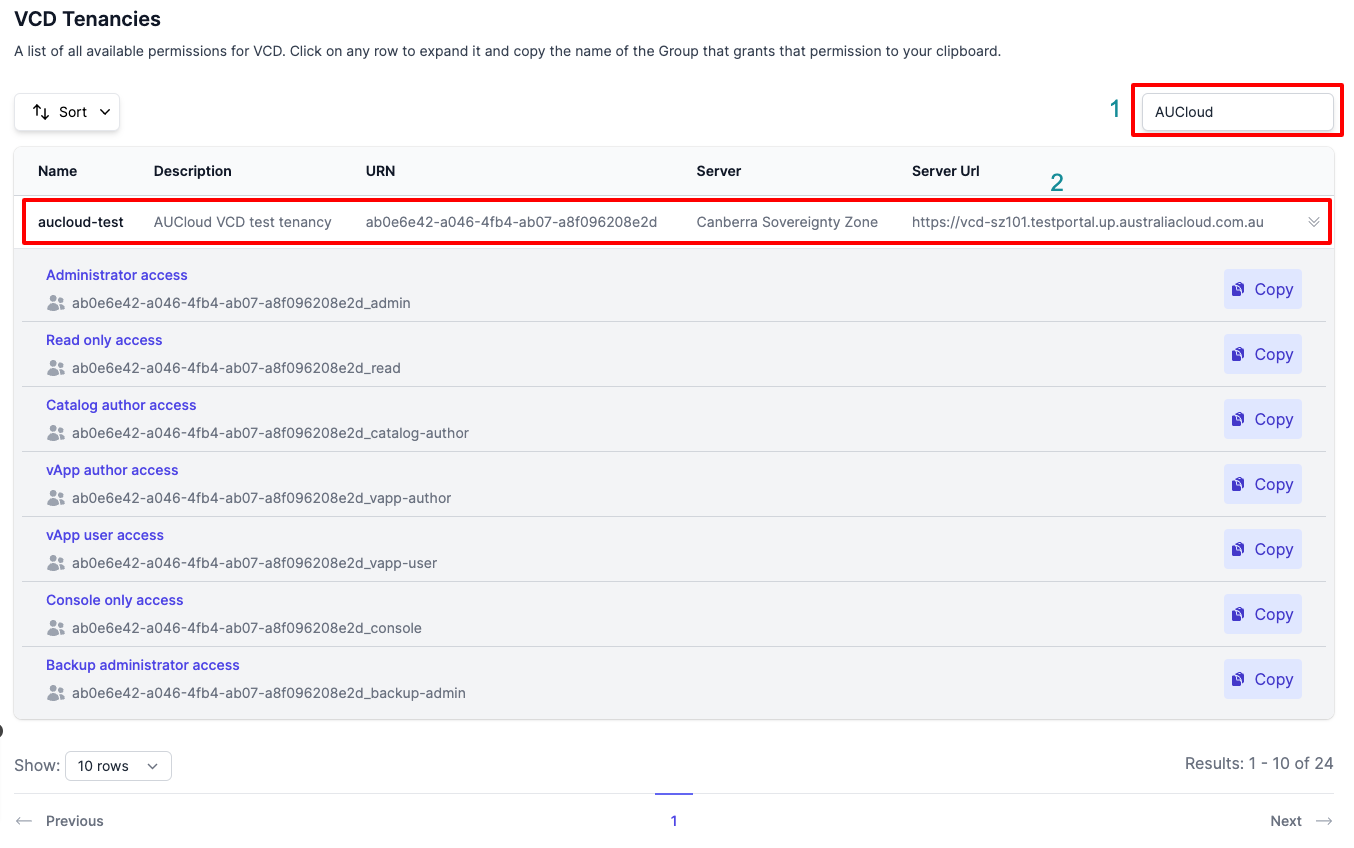 VCD Tenancies
A list of all available permissions for VCD. Click on any row to expand it and copy the name of the Group that grants that permission to your clipboard.
Sort
1
AUCloud
Name Description URN Server Server Url
2
aucloud-test AUCloud VCD test tenancy ab0e6e42-a046-4fb4-ab07-a8f096208e2d Canberra Sovereignty Zone https://vcd-sz101.testportal.up.australiacloud.com.au
Administrator access
ab0e6e42-a046-4fb4-ab07-a8f096208e2d_admin
Copy
Read only access
ab0e6e42-a046-4fb4-ab07-a8f096208e2d_read
Copy
Catalog author access
ab0e6e42-a046-4fb4-ab07-a8f096208e2d_catalog-author
Copy
vApp author access
ab0e6e42-a046-4fb4-ab07-a8f096208e2d_vapp-author
Copy
vApp user access
ab0e6e42-a046-4fb4-ab07-a8f096208e2d_vapp-user
Copy
Console only access
ab0e6e42-a046-4fb4-ab07-a8f096208e2d_console
Copy
Backup administrator access
ab0e6e42-a046-4fb4-ab07-a8f096208e2d_backup-admin
Copy
Show: 10 rows
Results: 1 - 10 of 24
Previous 1 Next